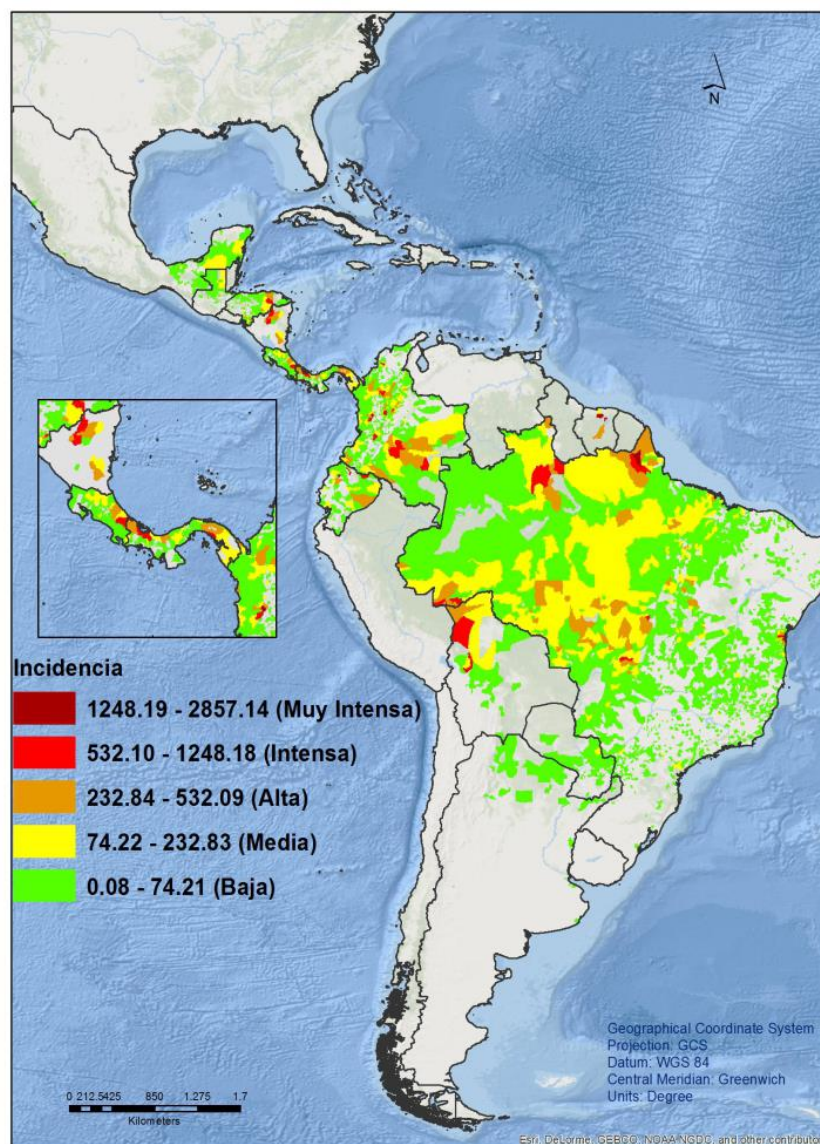 N
Incidencia
1248.19 - 2857.14 (Muy Intensa)
532.10 - 1248.18 (Intensa)
232.84 - 532.09 (Alta)
74.22 - 232.83 (Media)
0.08 - 74.21 (Baja)
Geographical Coordinate System
Projection: GCS
Datum: WGS 84
Central Meridian: Greenwich
Units: Degree
0 212.5425 850 1.275 1.7
Kilometers
Esri, DeLorme, GEBCO, NOAA NGDC, and other contributor